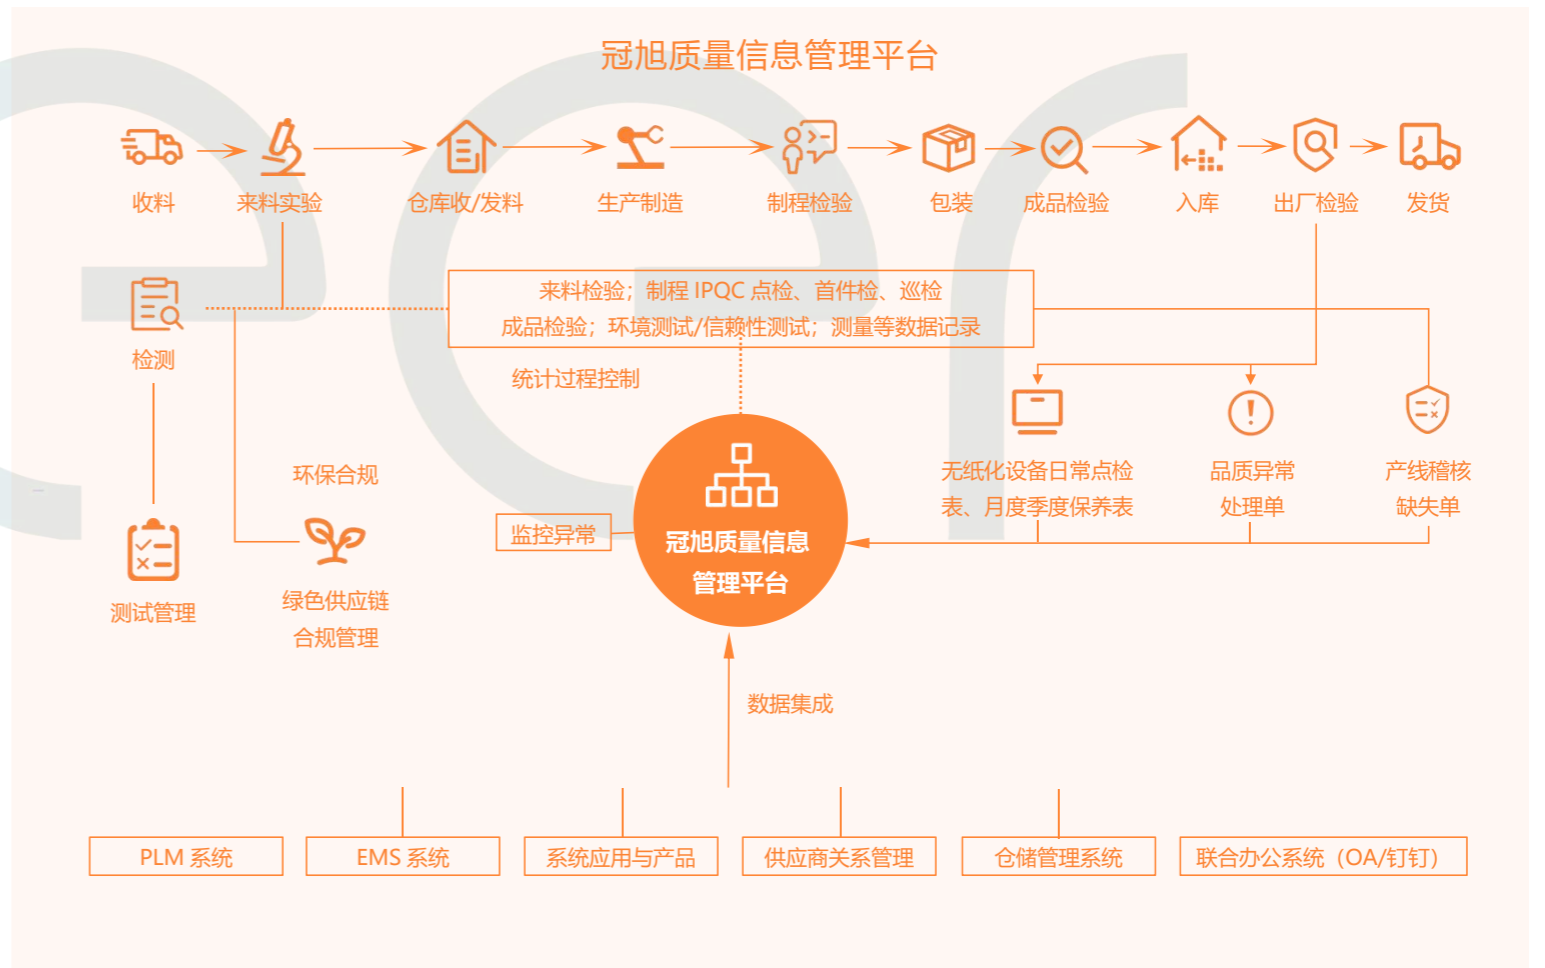 冠旭质量信息管理平台
收料
来料实验
仓库收/发料
生产制造
制程检验
包装
成品检验
入库
出厂检验
发货
来料检验；制程 IPQC 点检、首件检、巡检
成品检验；环境测试/信赖性测试；测量等数据记录
检测
统计过程控制
无纸化设备日常点检
表、月度季度保养表
品质异常
处理单
产线稽核
缺失单
环保合规
监控异常
冠旭质量信息
管理平台
测试管理
绿色供应链
合规管理
数据集成
PLM 系统
EMS 系统
系统应用与产品
供应商关系管理
仓储管理系统
联合办公系统（OA/钉钉）